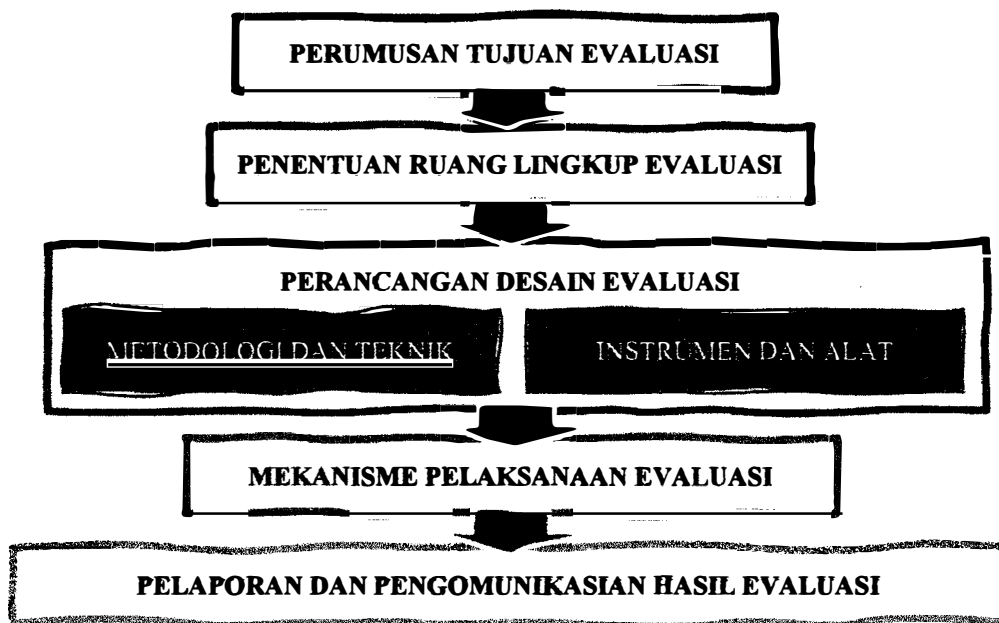 PERUMUSAN TUJUAN EVALUASI
PENENTUAN RUANG LINGKUP EVALUASI
PERANCANGAN DESAIN EVALUASI
METODOLOGI DAN TEKNIK
INSTRUMEN DAN ALAT
MEKANISME PELAKSANAAN EVALUASI
PELAPORAN DAN PENGOMUNIKASIAN HASIL EVALUASI